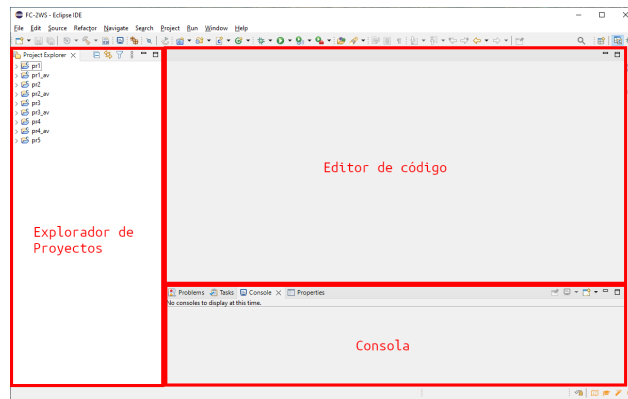 FC-2WS - Eclipse IDE
File Edit Source Refactor Navigate Search Project Run Window Help
Project Explorer
pr1
pr1_av
pr2
pr2_av
pr3
pr3_av
pr4
pr4_av
pr5
Editor de código
Explorador de
Proyectos
Problems Tasks Console Properties
No consoles to display at this time.
Consola